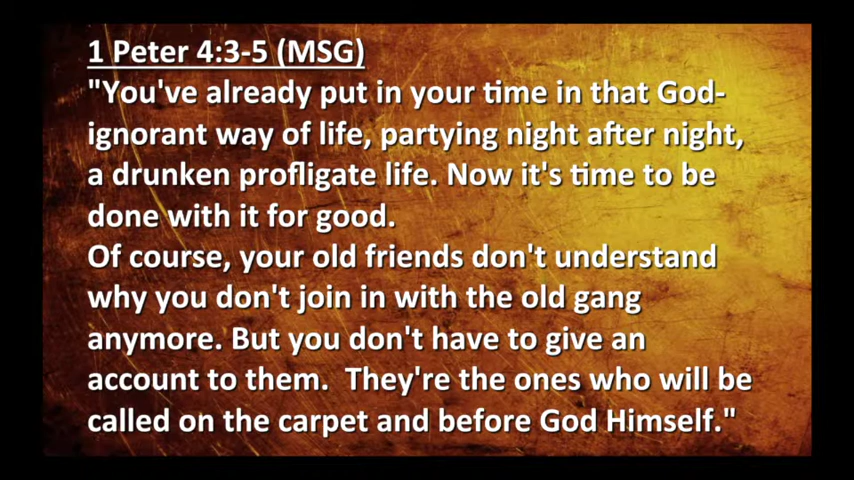 1 Peter 4:3-5 (MSG)
"You've already put in your time in that God-
ignorant way of life, partying night after night,
a drunken profligate life. Now it's time to be
done with it for good.
Of course, your old friends don't understand
why you don't join in with the old gang
anymore. But you don't have to give an
account to them.  They're the ones who will be
called on the carpet and before God Himself."